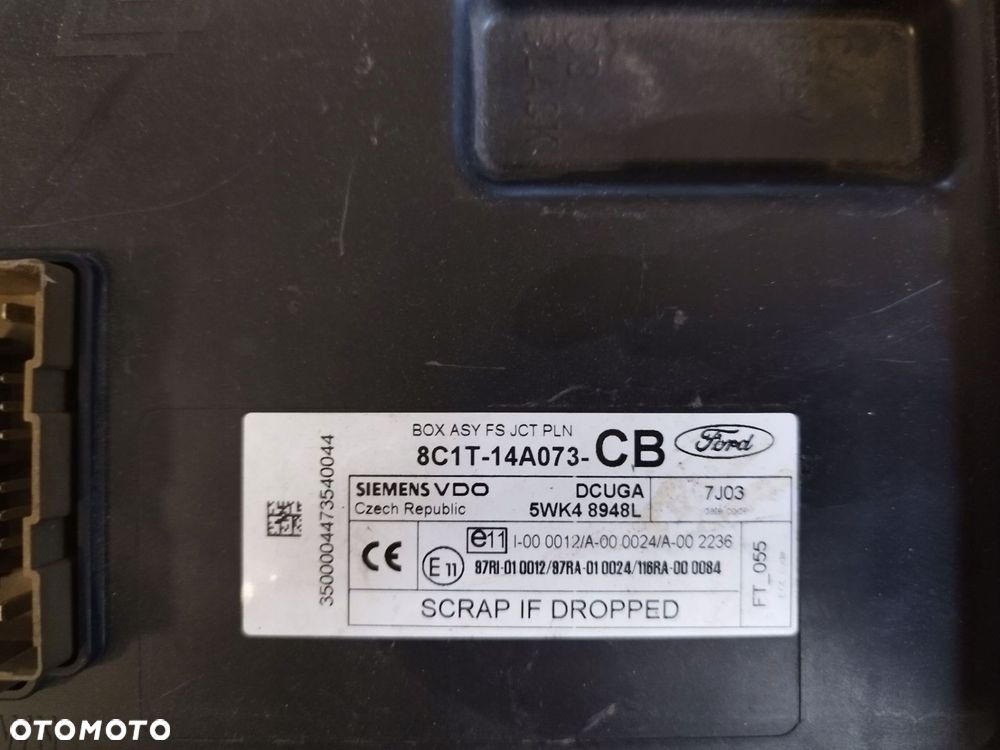 BOX ASY FS JCT PLN
8C1T-14A073-CB
Ford
SIEMENS VDO
DCUGA
7J03
Czech Republic
5WK4 8948L
date code
350000447354 0044
CE
e11 I-00 0012/A-00 0024/A-00 2236
E11 97RI-01 0012/97RA-01 0024/116RA-00 0084
FT_055
SCRAP IF DROPPED
OTOMOTO